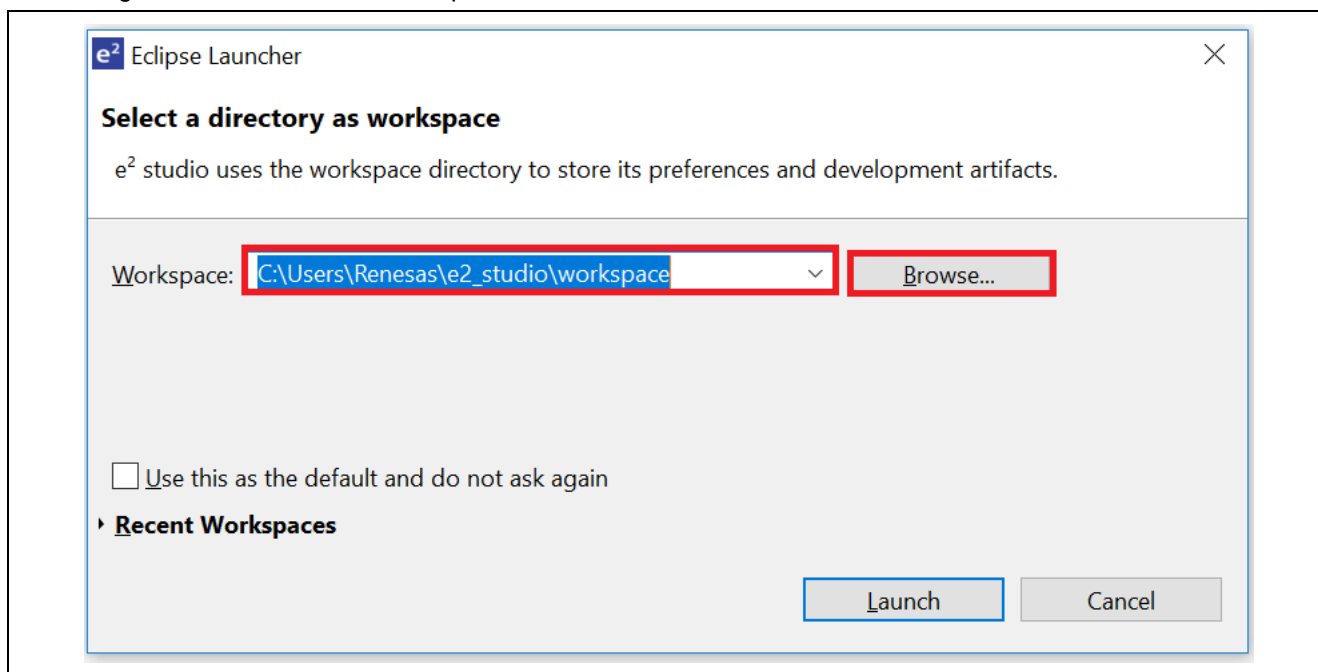 e² Eclipse Launcher
Select a directory as workspace
e² studio uses the workspace directory to store its preferences and development artifacts.
Workspace: C:\Users\Renesas\e2_studio\workspace Browse...
Use this as the default and do not ask again
Recent Workspaces
Launch Cancel